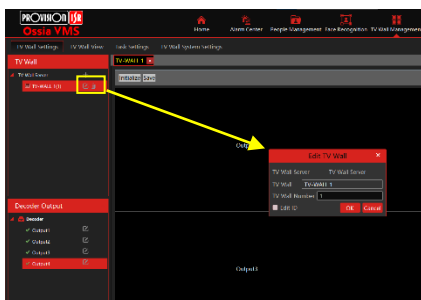 PROVISION ISR
Ossia VMS
Home
Alarm Center
People Management
Face Recognition
TV Wall Management
TV Wall Settings
TV Wall View
Task Settings
TV Wall System Settings
TV Wall
TV-WALL 1
TV Wall Server
TV-WALL 1(1)
Initialize Save
Edit TV Wall
TV Wall Server TV Wall Server
TV Wall TV-WALL 1
TV Wall Number 1
Edit ID
OK Cancel
Decoder Output
Decoder
Output1
Output2
Output3
Output4
Output3